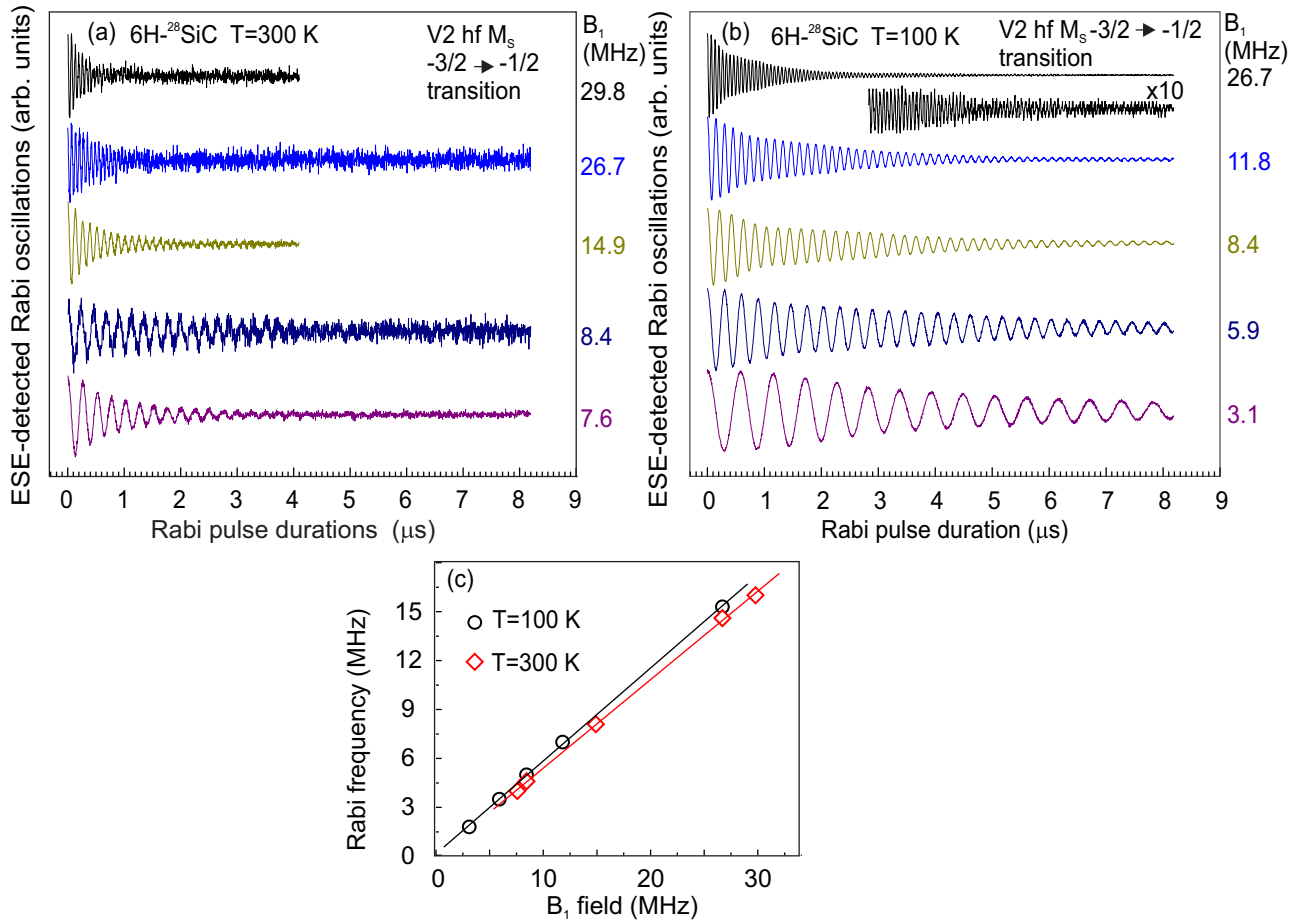 ESE-detected Rabi oscillations (arb. units)
(a) 6H-²⁸SiC T=300 K
V2 hf Mₛ
-3/2 → -1/2
transition
B₁
(MHz)
29.8
26.7
14.9
8.4
7.6
0 1 2 3 4 5 6 7 8 9
Rabi pulse durations (μs)
ESE-detected Rabi oscillations (arb. units)
(b) 6H-²⁸SiC T=100 K
V2 hf Mₛ -3/2 → -1/2
transition
B₁
(MHz)
26.7
x10
11.8
8.4
5.9
3.1
0 1 2 3 4 5 6 7 8 9
Rabi pulse duration (μs)
Rabi frequency (MHz)
(c)
T=100 K
T=300 K
15
12
9
6
3
0
0 10 20 30
B₁ field (MHz)